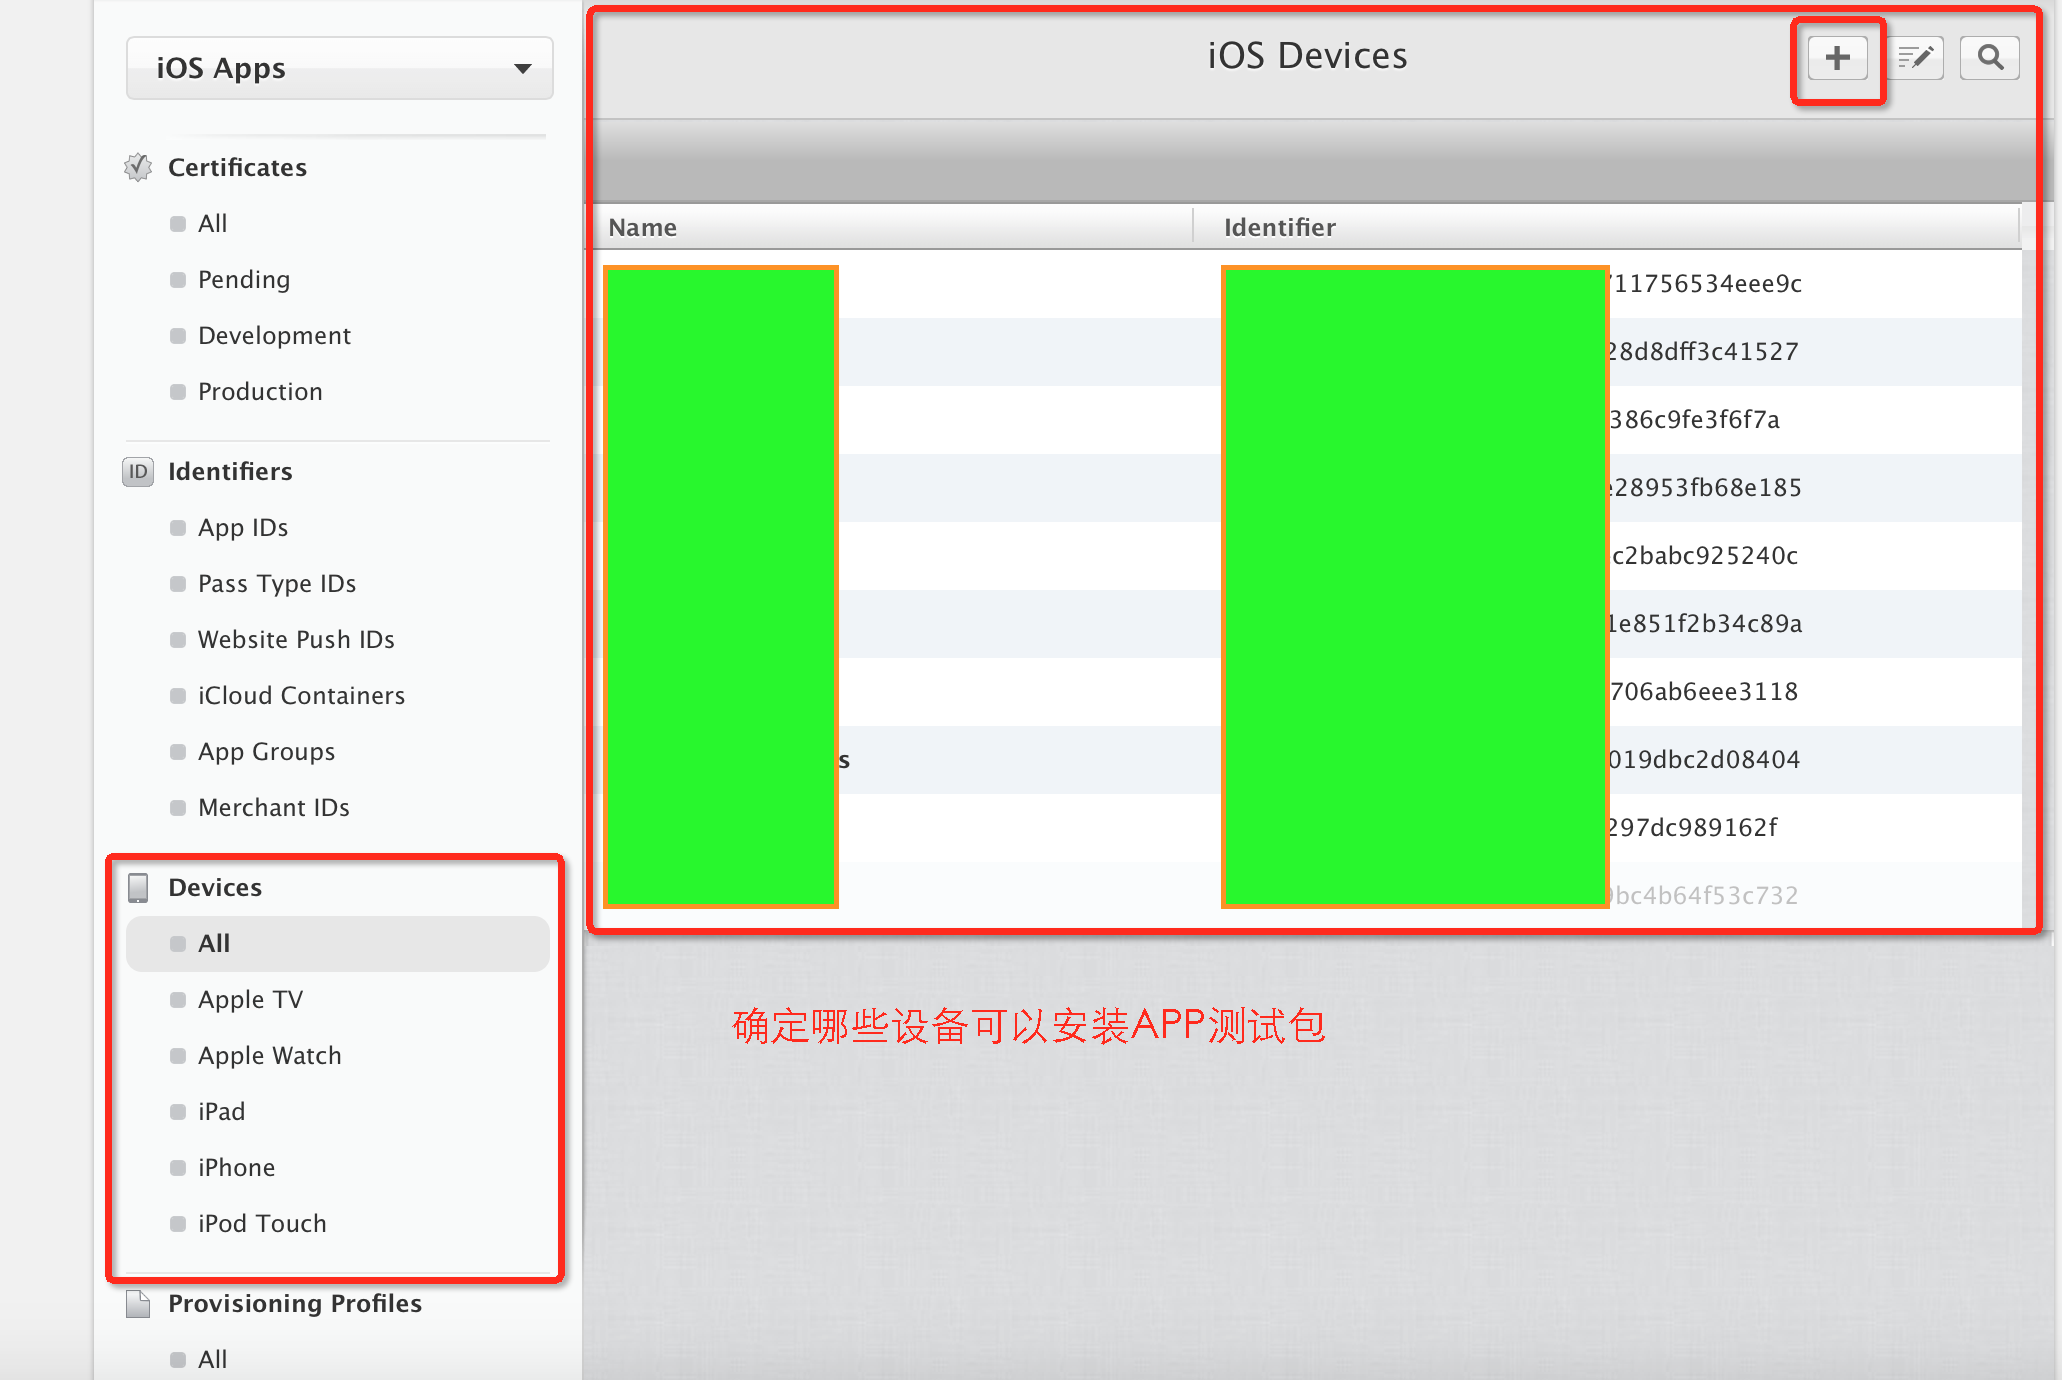 iOS Apps
Certificates
All
Pending
Development
Production
ID
Identifiers
App IDs
Pass Type IDs
Website Push IDs
iCloud Containers
App Groups
Merchant IDs
Devices
All
Apple TV
Apple Watch
iPad
iPhone
iPod Touch
Provisioning Profiles
All
iOS Devices
Name Identifier
711756534eee9c
28d8dff3c41527
386c9fe3f6f7a
e28953fb68e185
c2babc925240c
1e851f2b34c89a
706ab6eee3118
s 019dbc2d08404
297dc989162f
bc4b64f53c732
确定哪些设备可以安装APP测试包